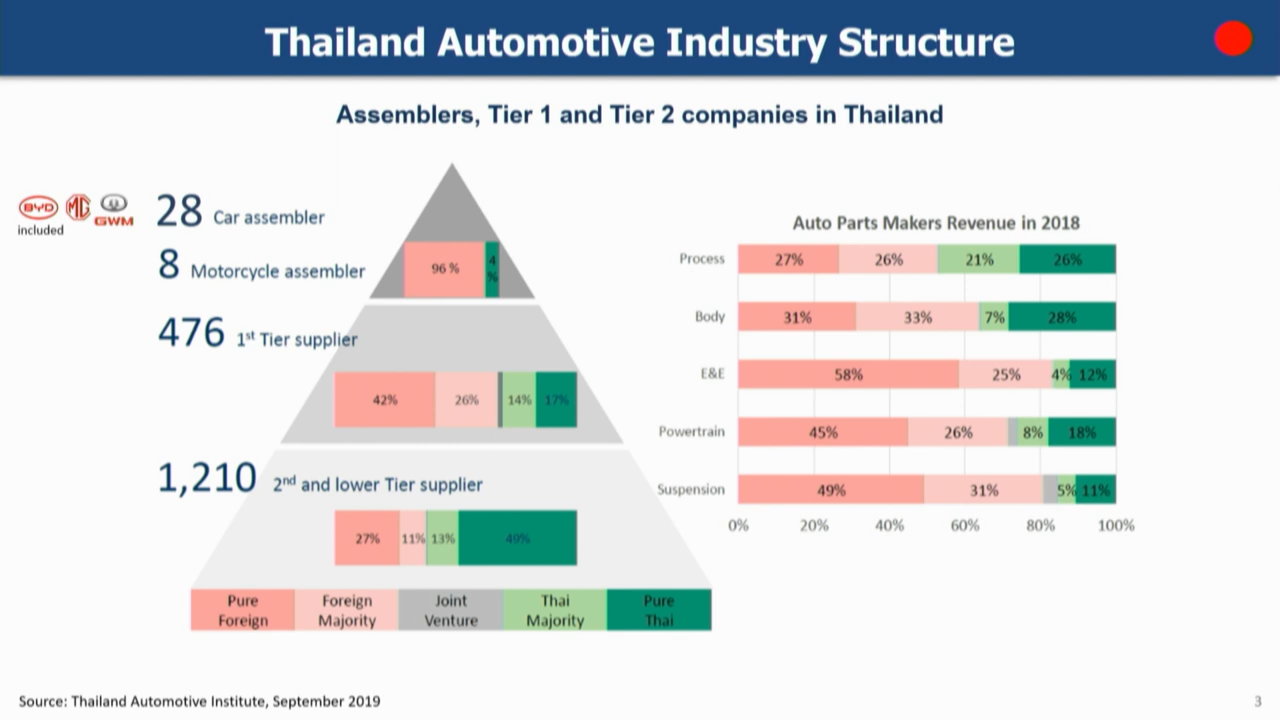 Thailand Automotive Industry Structure
Assemblers, Tier 1 and Tier 2 companies in Thailand
BYD MG GWM
included
28 Car assembler
8 Motorcycle assembler
96 % 4 %
476 1st Tier supplier
42% 26% 14% 17%
1,210 2nd and lower Tier supplier
27% 11% 13% 49%
Pure Foreign
Foreign Majority
Joint Venture
Thai Majority
Pure Thai
Auto Parts Makers Revenue in 2018
Process 27% 26% 21% 26%
Body 31% 33% 7% 28%
E&E 58% 25% 4% 12%
Powertrain 45% 26% 8% 18%
Suspension 49% 31% 5% 11%
0% 20% 40% 60% 80% 100%
Source: Thailand Automotive Institute, September 2019
3